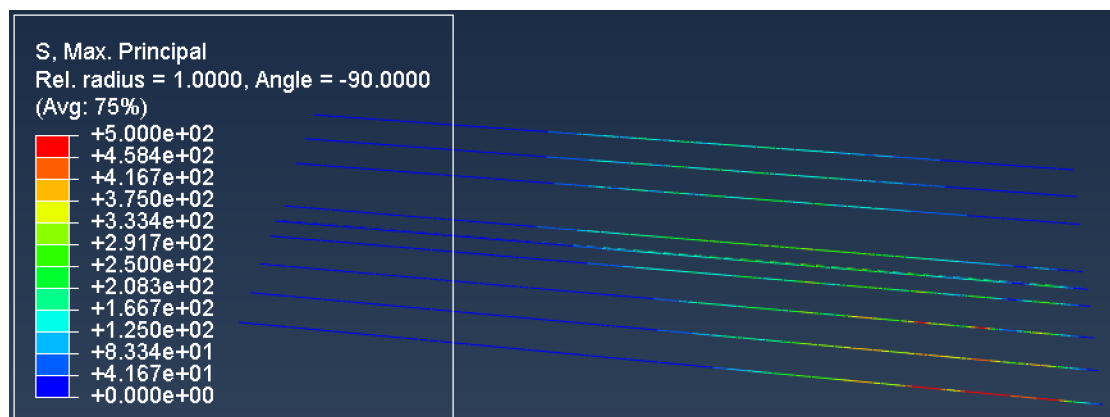 S, Max. Principal
Rel. radius = 1.0000, Angle = -90.0000
(Avg: 75%)
+5.000e+02
+4.584e+02
+4.167e+02
+3.750e+02
+3.334e+02
+2.917e+02
+2.500e+02
+2.083e+02
+1.667e+02
+1.250e+02
+8.334e+01
+4.167e+01
+0.000e+00